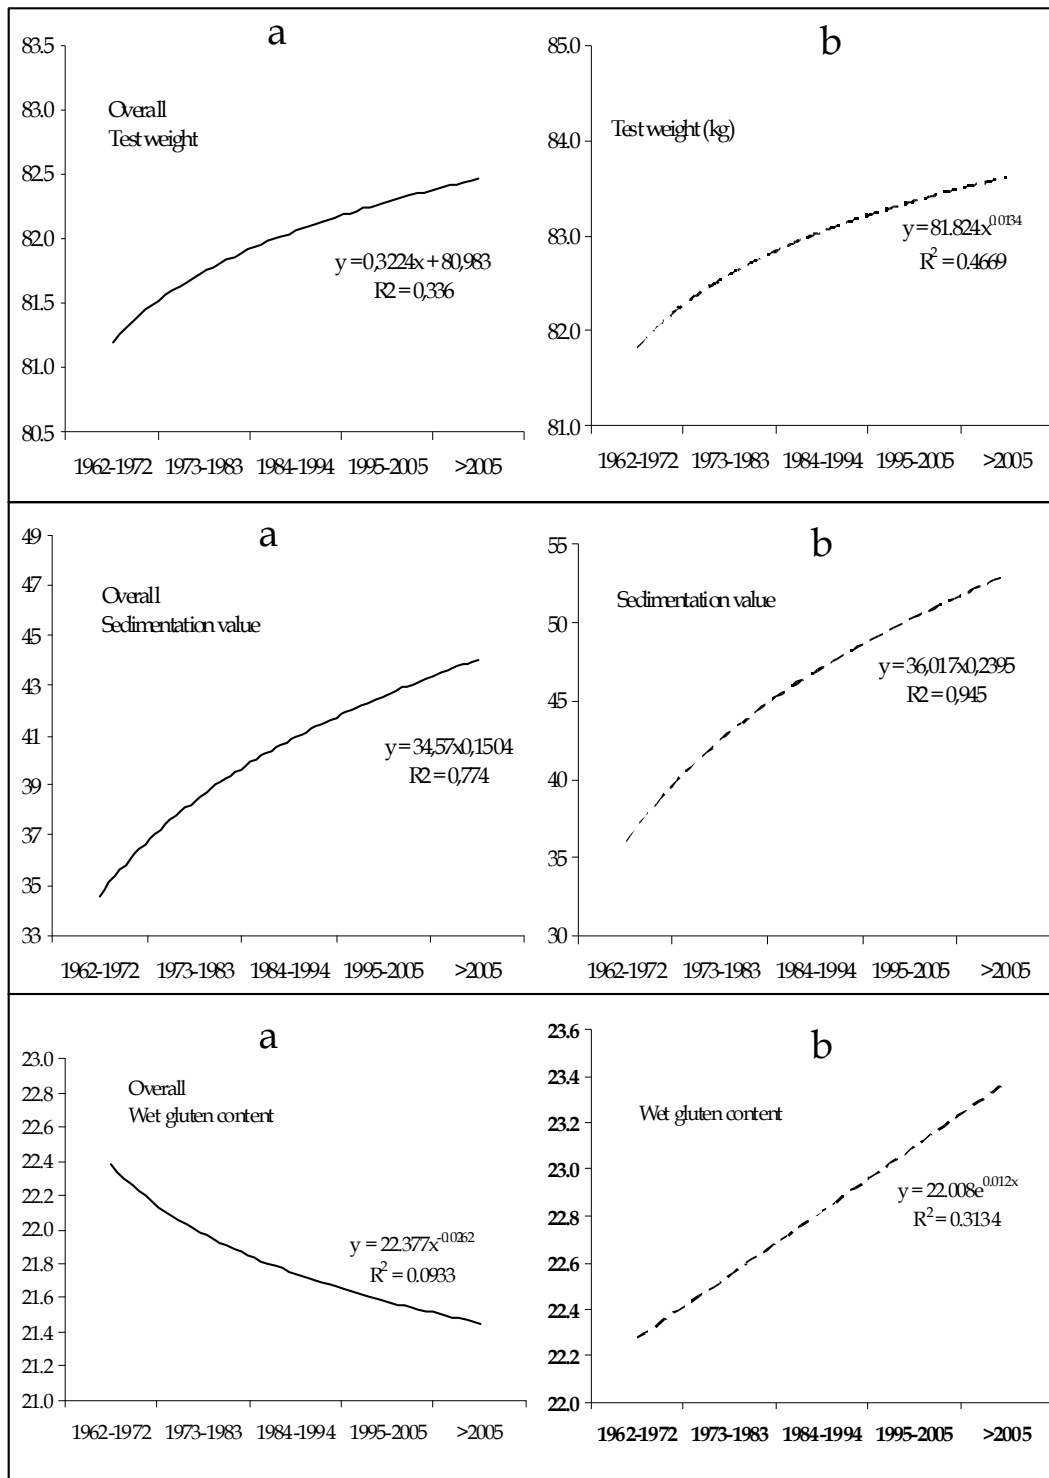 a
83.5
83.0
82.5
82.0
81.5
81.0
80.5
Overall
Test weight
y = 0,3224x + 80,983
R2 = 0,336
1962-1972 1973-1983 1984-1994 1995-2005 >2005
b
85.0
84.0
83.0
82.0
81.0
Test weight (kg)
y = 81.824x^0.0134
R² = 0.4669
1962-1972 1973-1983 1984-1994 1995-2005 >2005
a
49
47
45
43
41
39
37
35
33
Overall
Sedimentation value
y = 34,57x0,1504
R2 = 0,774
1962-1972 1973-1983 1984-1994 1995-2005 >2005
b
55
50
45
40
35
30
Sedimentation value
y = 36,017x0,2395
R2 = 0,945
1962-1972 1973-1983 1984-1994 1995-2005 >2005
a
23.0
22.8
22.6
22.4
22.2
22.0
21.8
21.6
21.4
21.2
21.0
Overall
Wet gluten content
y = 22.377x^-0.0262
R² = 0.0933
1962-1972 1973-1983 1984-1994 1995-2005 >2005
b
23.6
23.4
23.2
23.0
22.8
22.6
22.4
22.2
22.0
Wet gluten content
y = 22.008e^0.012x
R² = 0.3134
1962-1972 1973-1983 1984-1994 1995-2005 >2005